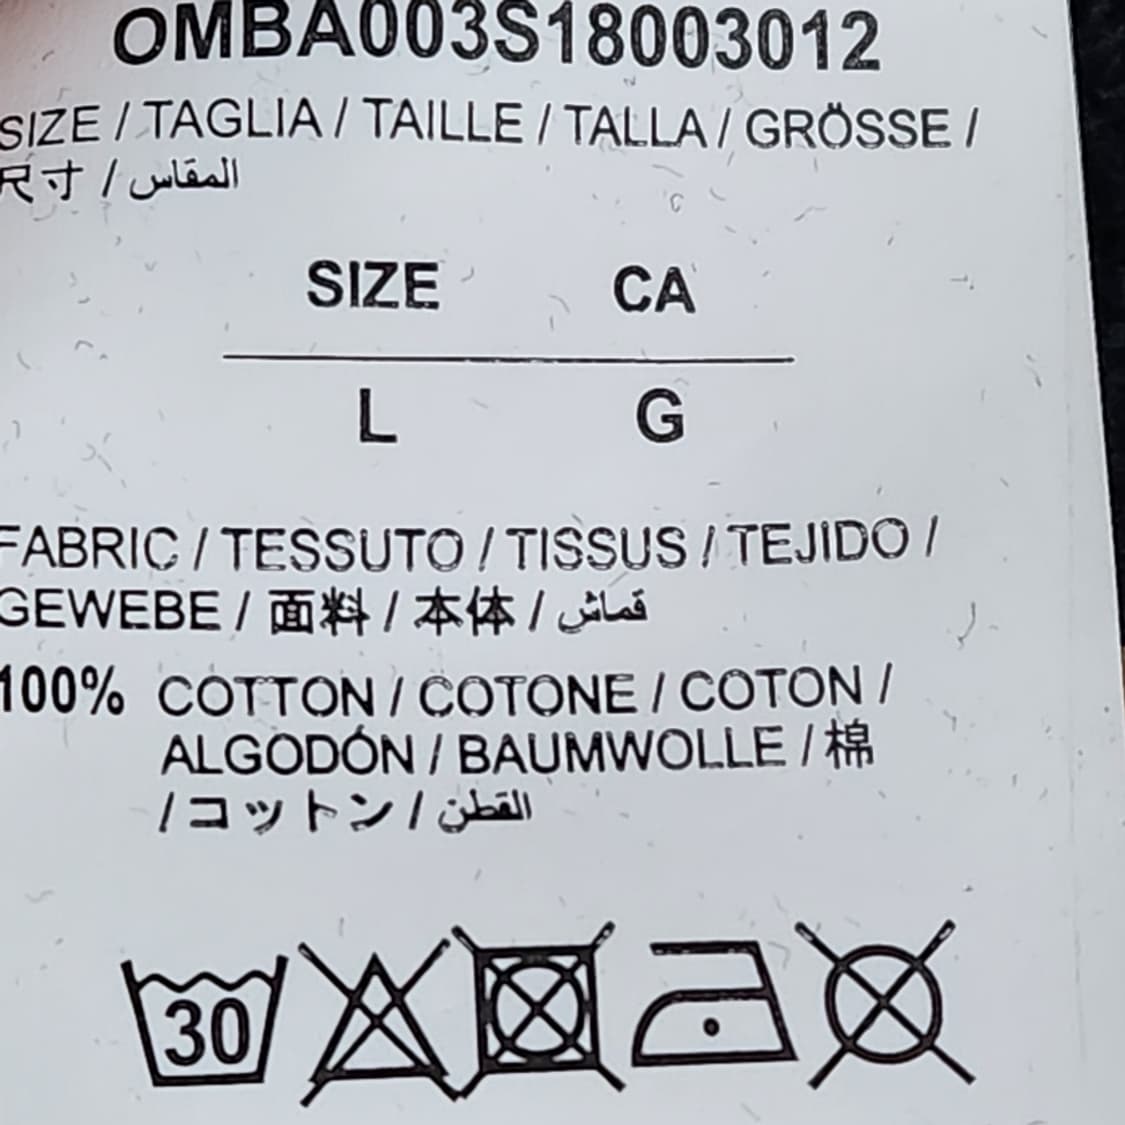 OMBA003S18003012
SIZE / TAGLIA / TAILLE / TALLA / GRÖSSE /
尺寸 / المقاس
SIZE CA
L G
FABRIC / TESSUTO / TISSUS / TEJIDO /
GEWEBE / 面料 / 本体 / قماش
100% COTTON / COTONE / COTON /
ALGODÓN / BAUMWOLLE / 棉
/ コットン / القطن
30